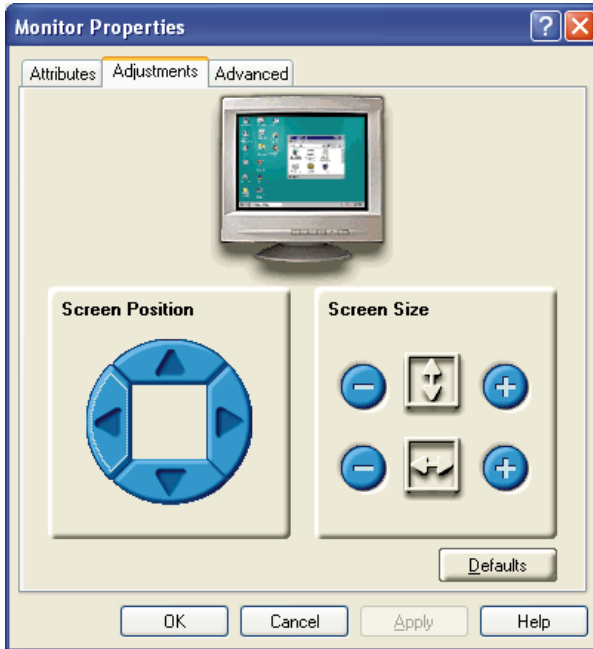 Monitor Properties
Attributes Adjustments Advanced
Screen Position
Screen Size
Defaults
OK Cancel Apply Help